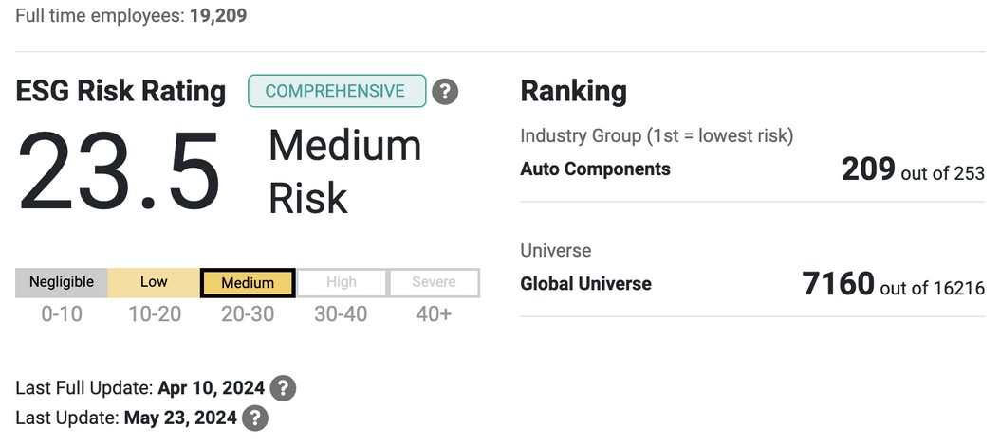 Full time employees: 19,209
ESG Risk Rating COMPREHENSIVE ?
23.5 Medium
Risk
Negligible Low Medium High Severe
0-10 10-20 20-30 30-40 40+
Last Full Update: Apr 10, 2024 ?
Last Update: May 23, 2024 ?
Ranking
Industry Group (1st = lowest risk)
Auto Components 209 out of 253
Universe
Global Universe 7160 out of 16216